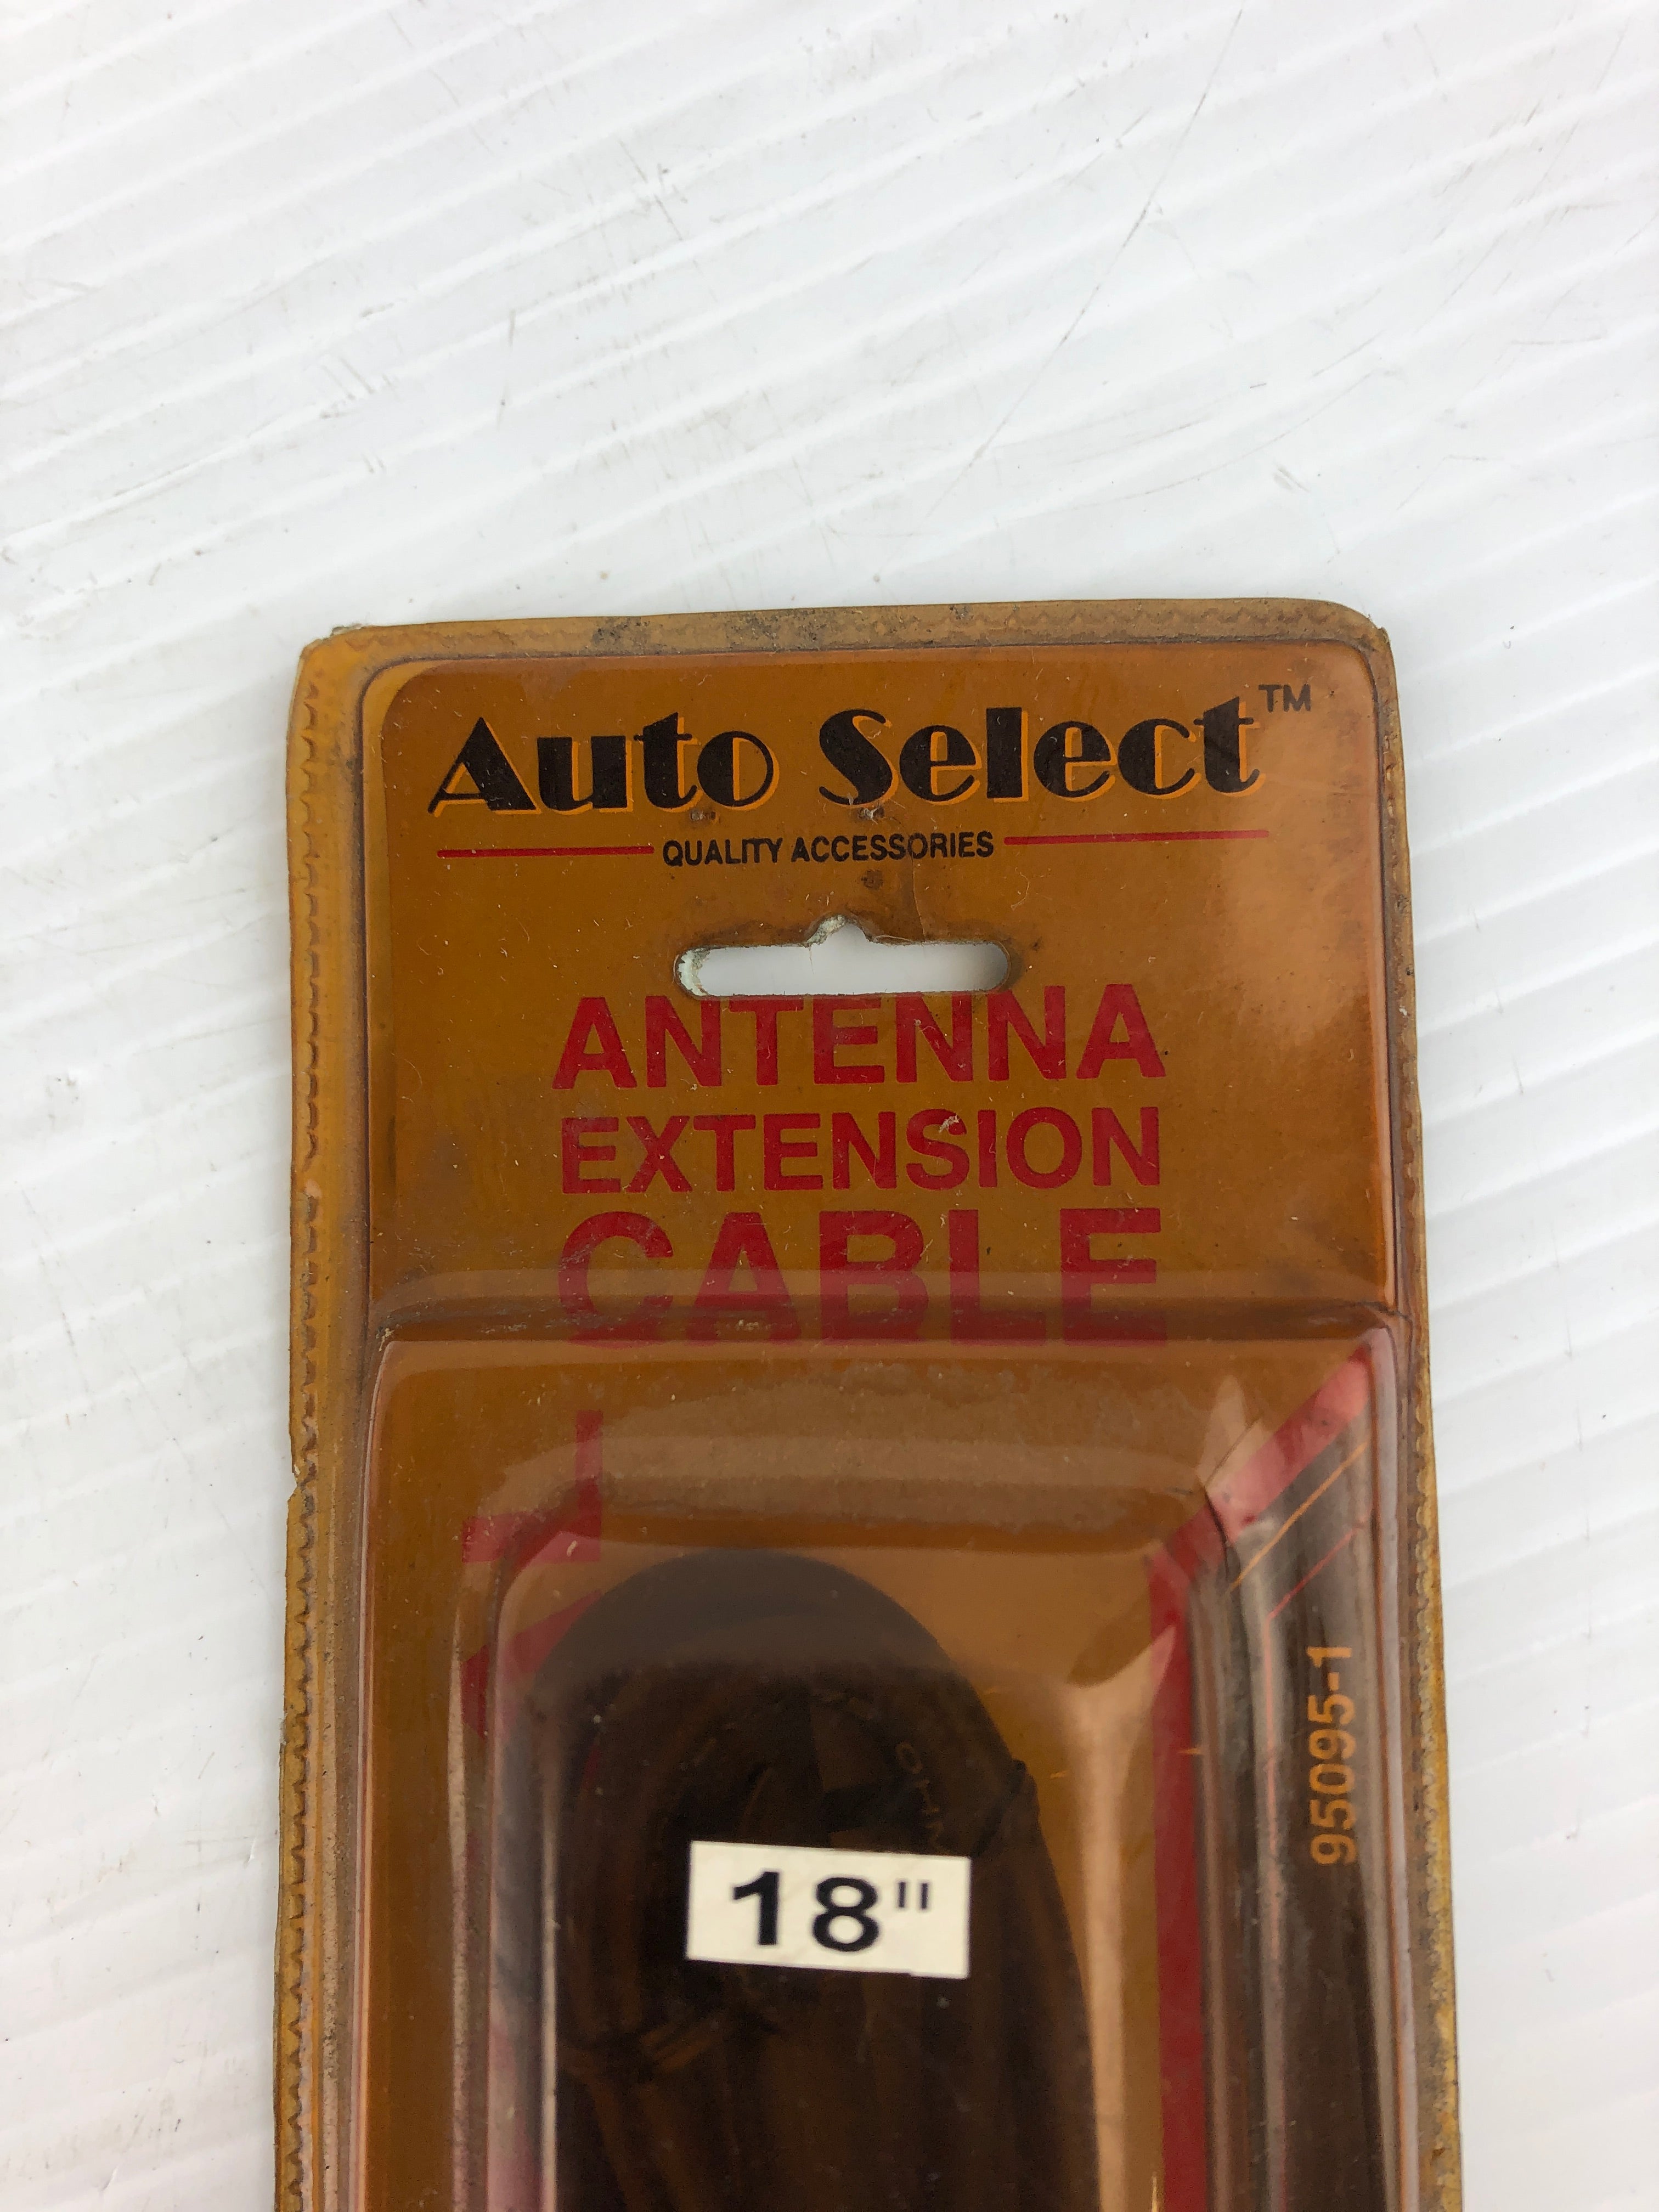 Auto Select™
QUALITY ACCESSORIES
ANTENNA
EXTENSION
CABLE
95095-1
18"